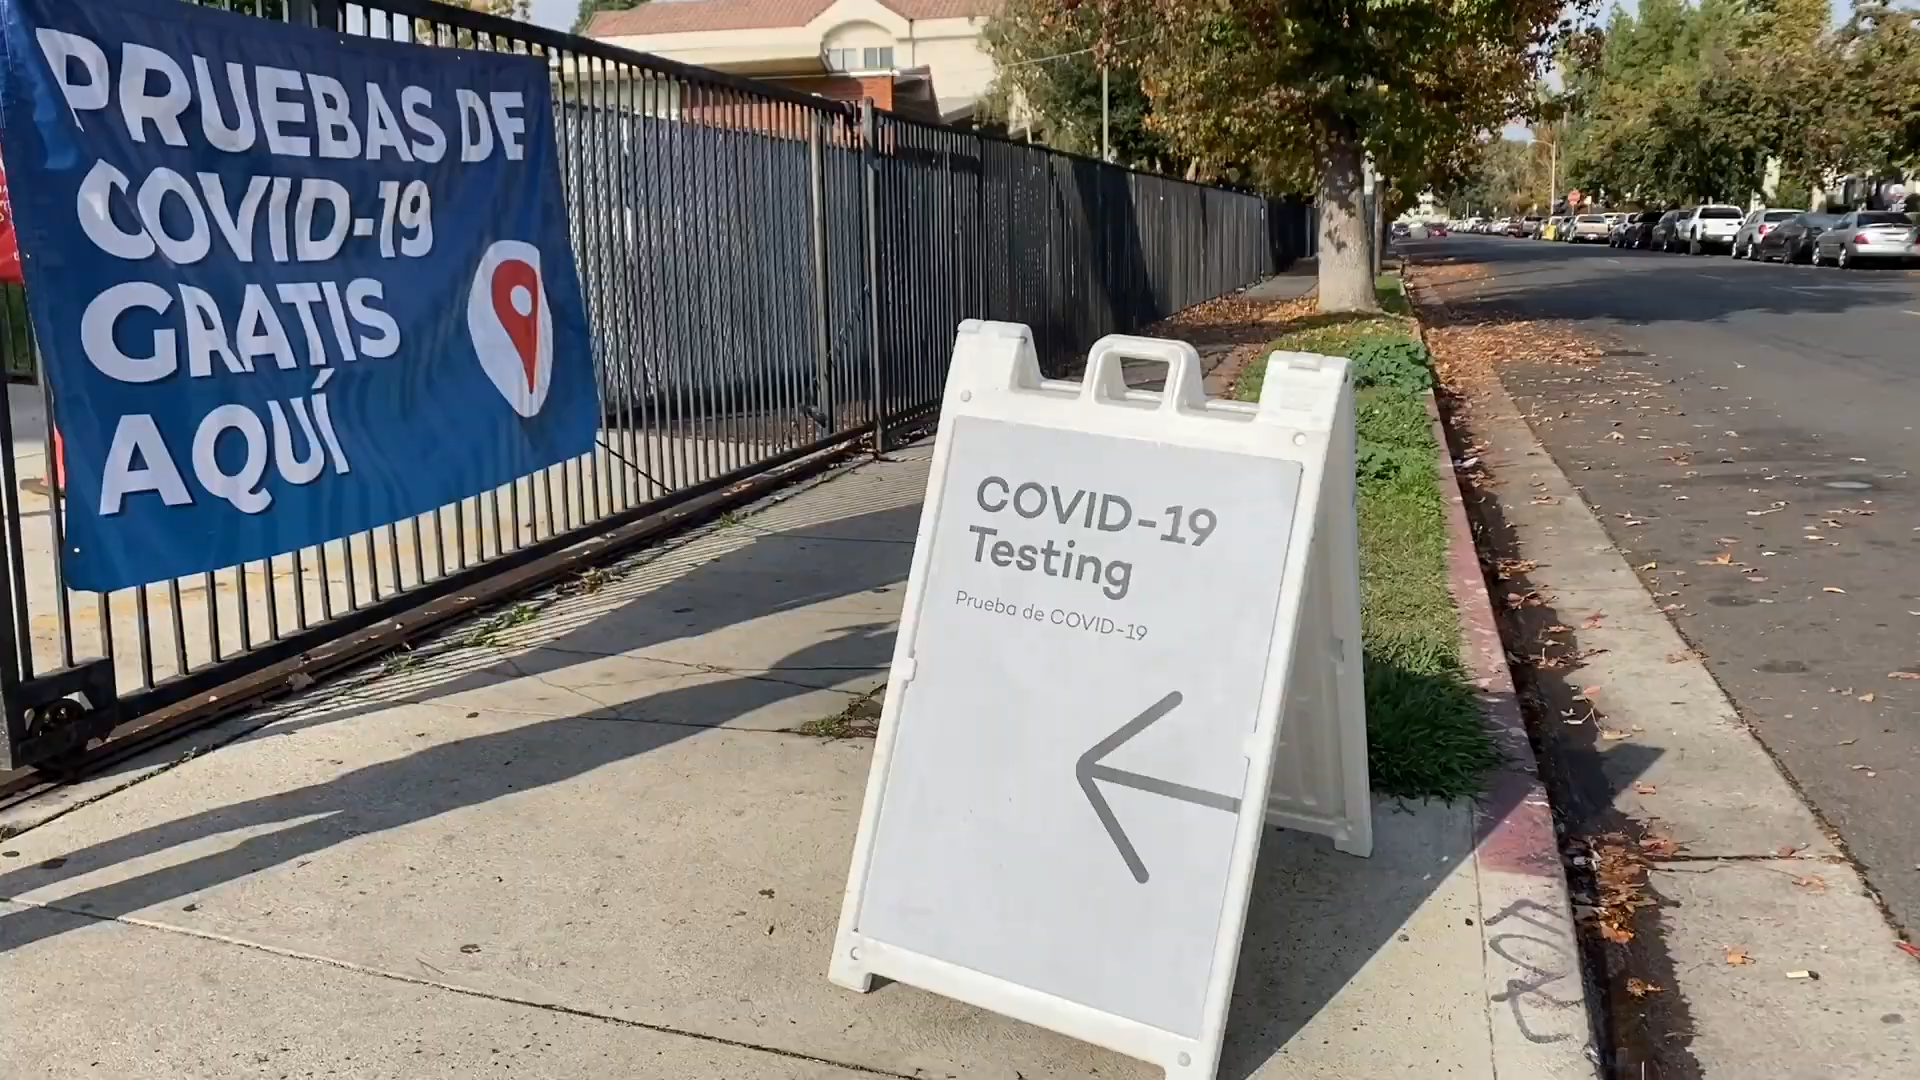 PRUEBAS DE
COVID-19
GRATIS
AQUÍ
COVID-19
Testing
Prueba de COVID-19